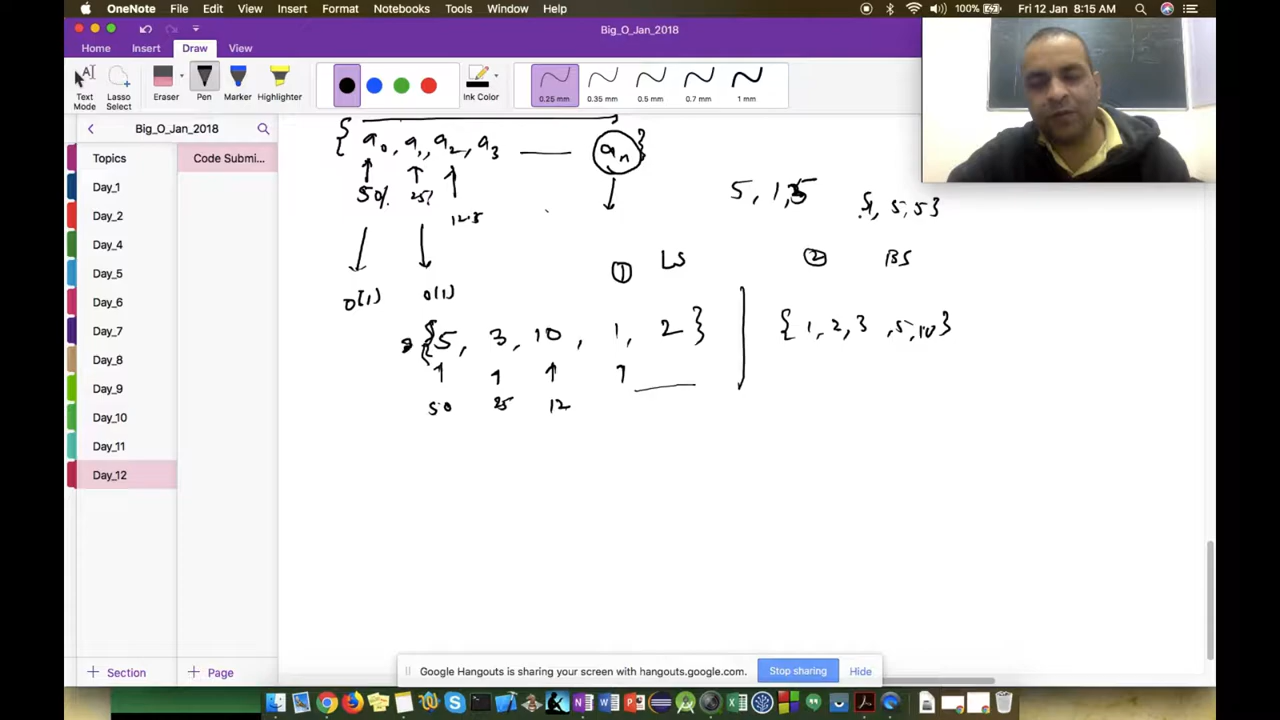 OneNote File Edit View Insert Format Notebooks Tools Window Help 100% Fri 12 Jan 8:15 AM
Big_O_Jan_2018
Home Insert Draw View
Text Mode
Lasso Select
Eraser
Pen
Marker
Highlighter
Ink Color
0.25 mm 0.35 mm 0.5 mm 0.7 mm 1 mm
Big_O_Jan_2018
Topics
Day_1
Day_2
Day_4
Day_5
Day_6
Day_7
Day_8
Day_9
Day_10
Day_11
Day_12
Code Submi...
{ a0, a1, a2, a3 — an }
50% 25% 12.5
5, 1, 5
5, 5 }
O(1) O(1)
① LS ② BS
{ 5, 3, 10, 1, 2 } { 1, 2, 3, 5, 10 }
50 25 12
+ Section + Page
Google Hangouts is sharing your screen with hangouts.google.com. Stop sharing Hide